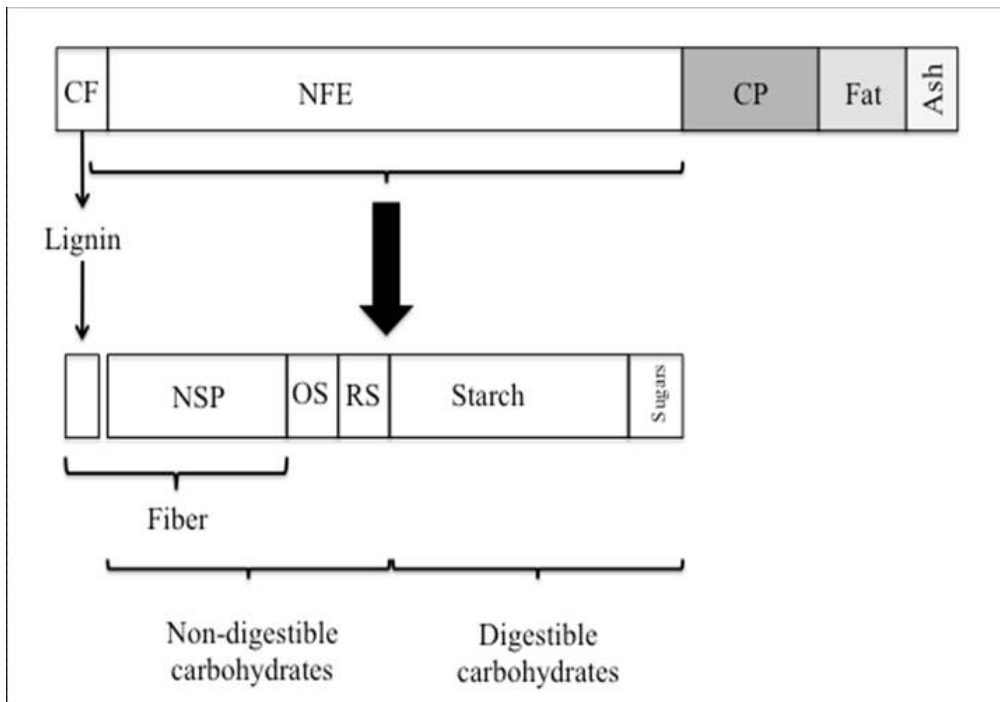 CF NFE CP Fat Ash
Lignin
NSP OS RS Starch Sugars
Fiber
Non-digestible
carbohydrates
Digestible
carbohydrates